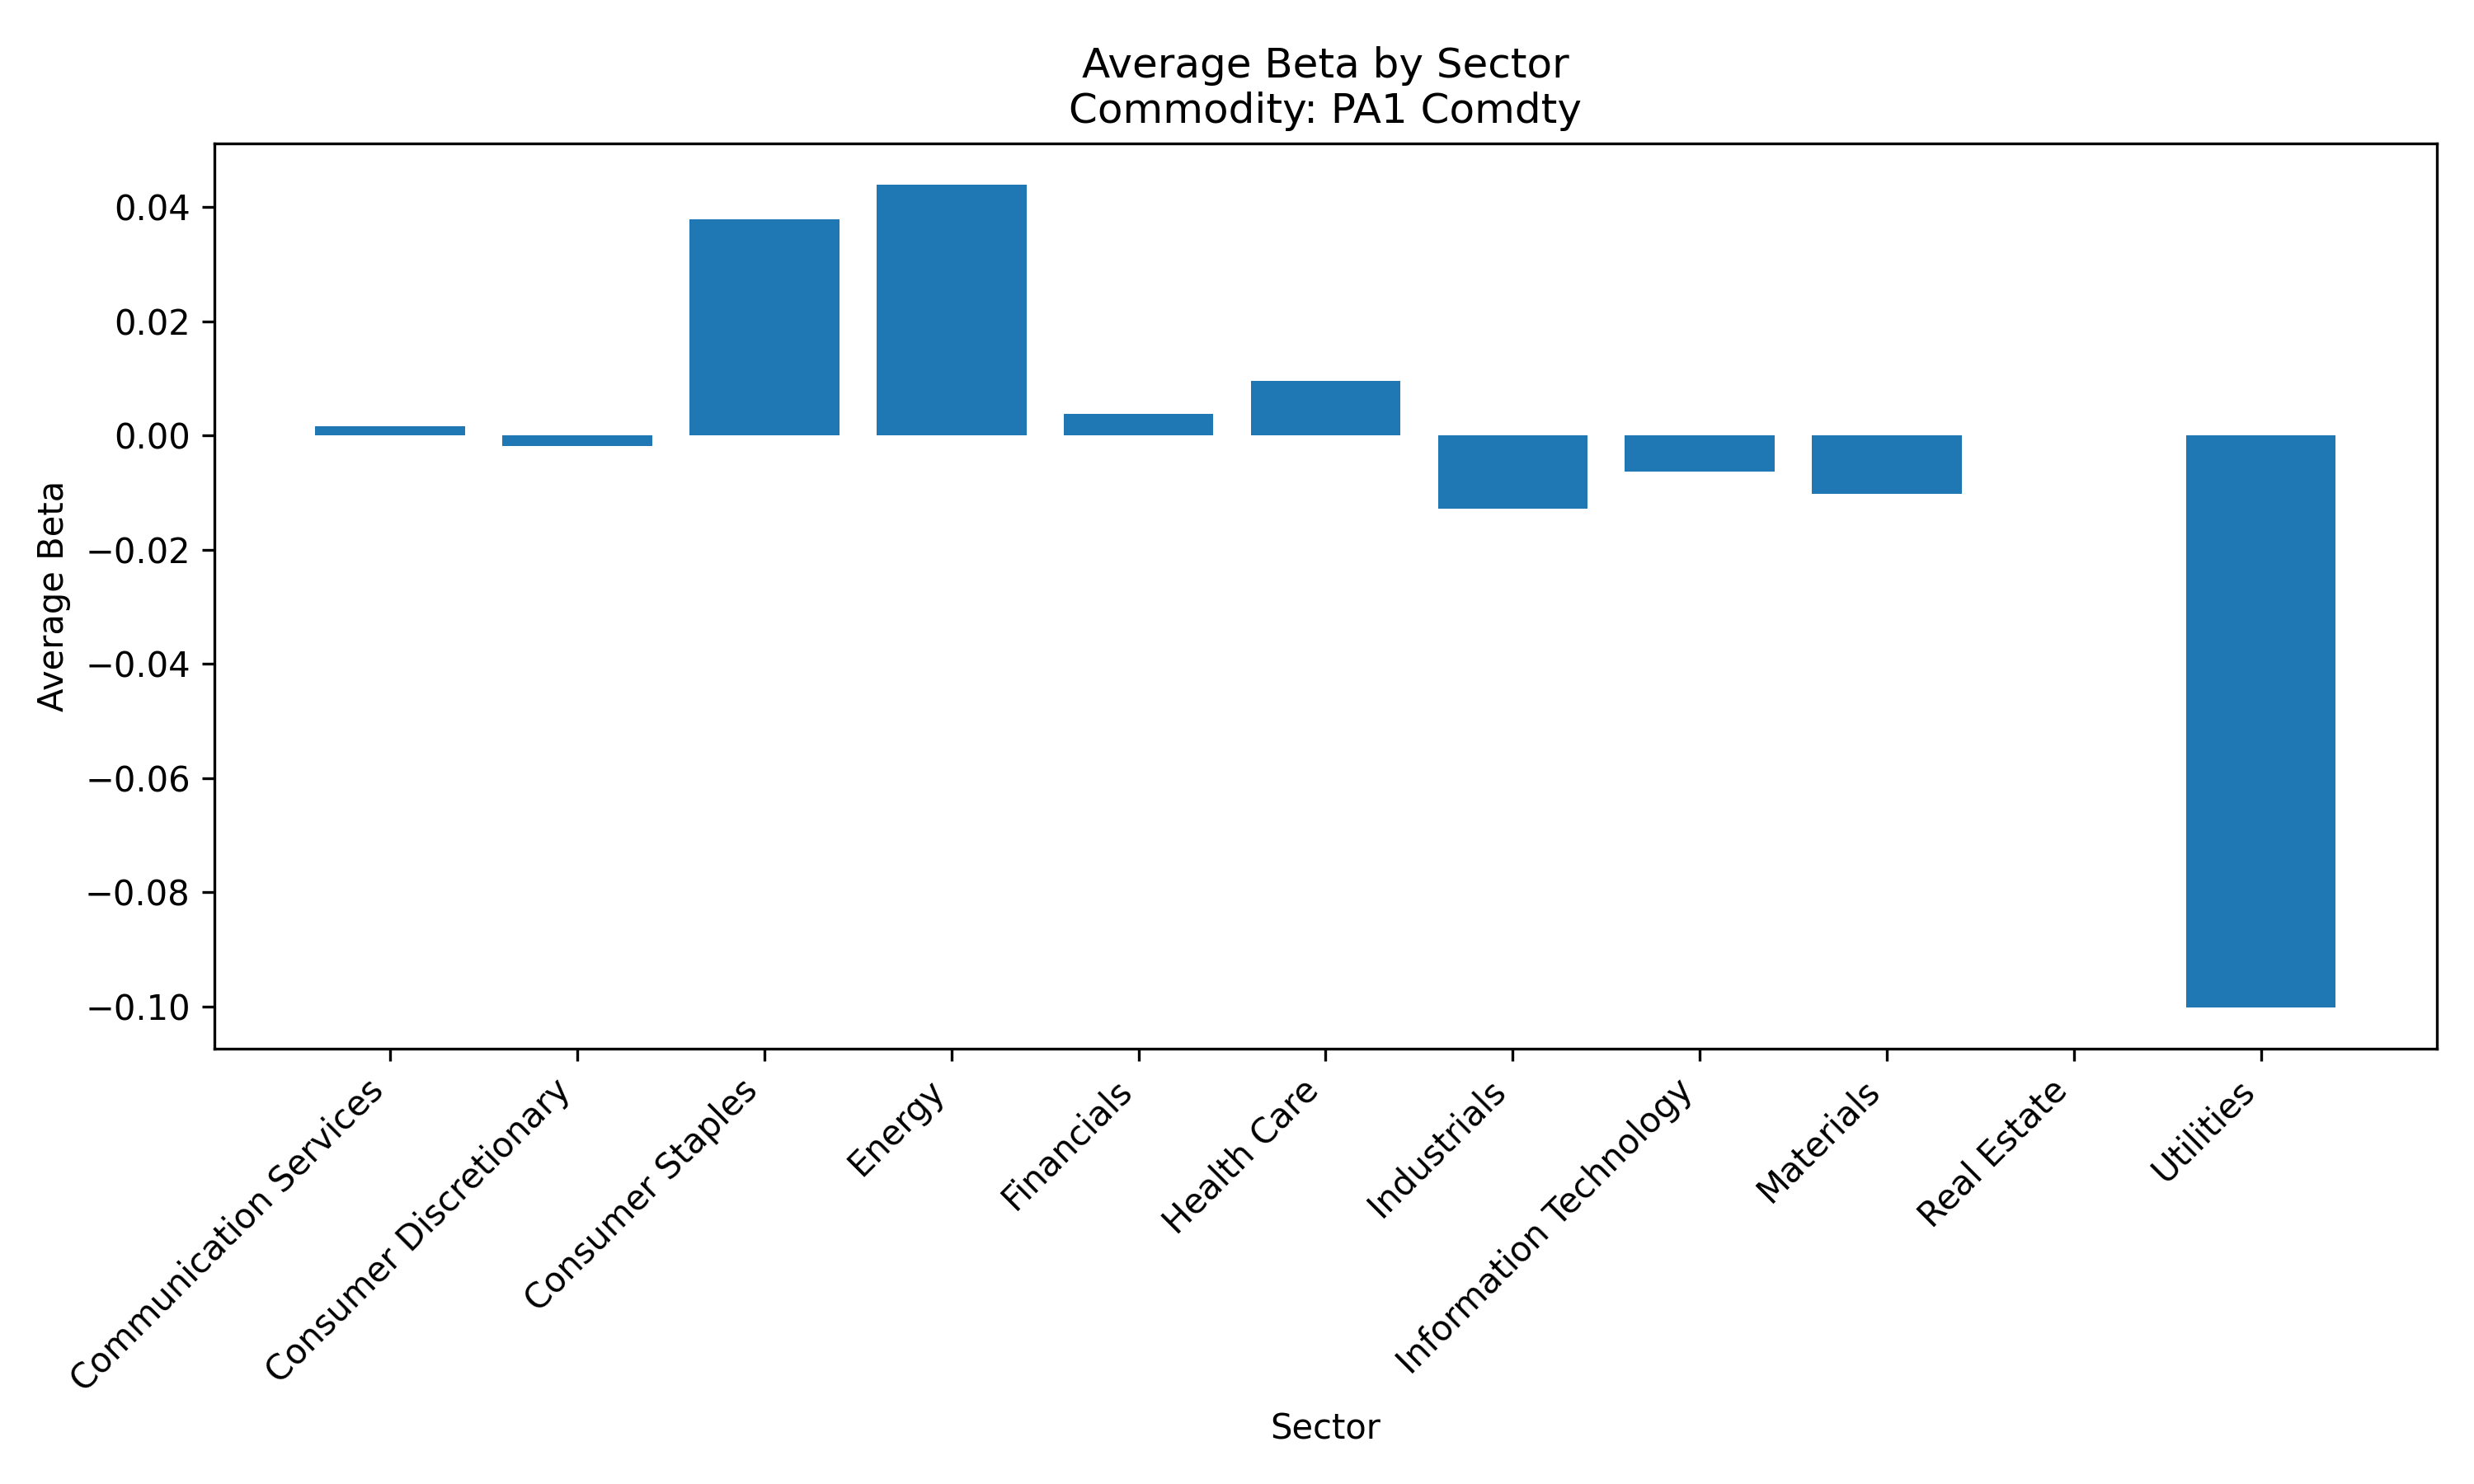 Average Beta by Sector
Commodity: PA1 Comdty
Average Beta
0.04
0.02
0.00
−0.02
−0.04
−0.06
−0.08
−0.10
Communication Services
Consumer Discretionary
Consumer Staples
Energy
Financials
Health Care
Industrials
Information Technology
Materials
Real Estate
Utilities
Sector